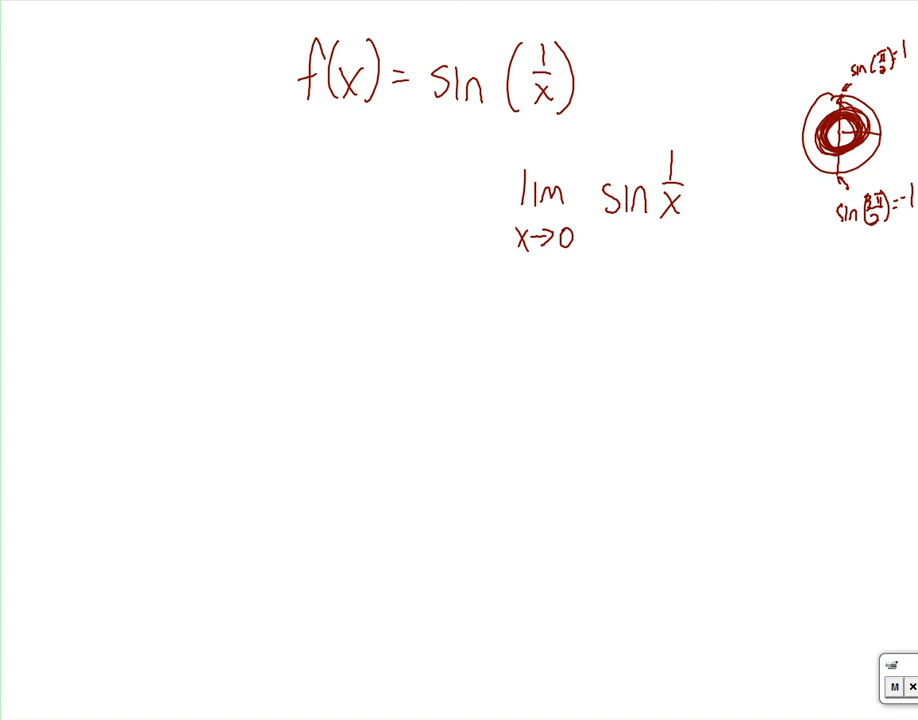 f(x) = sin (1/x)
sin(π/2)=1
lim sin 1/x
x→0
sin(3π/2)=-1
M x